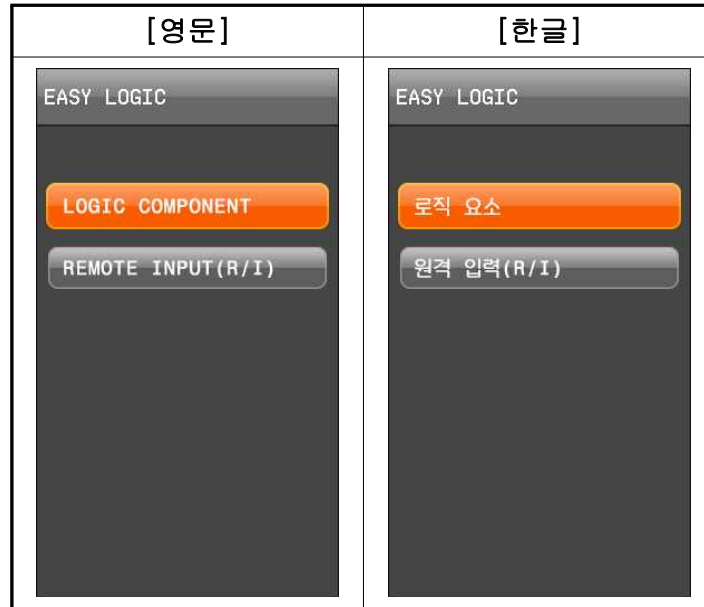 [영문]
[한글]
EASY LOGIC
LOGIC COMPONENT
REMOTE INPUT(R/I)
EASY LOGIC
로직 요소
원격 입력(R/I)